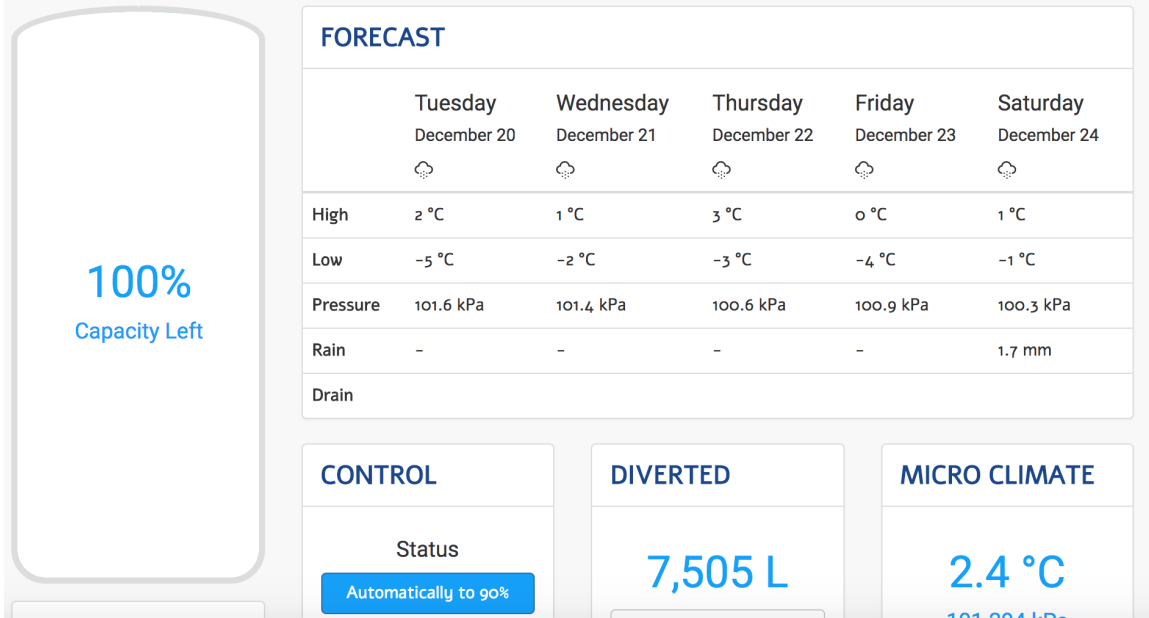 100%
Capacity Left
FORECAST
Tuesday Wednesday Thursday Friday Saturday
December 20 December 21 December 22 December 23 December 24
High 2 °C 1 °C 3 °C 0 °C 1 °C
Low -5 °C -2 °C -3 °C -4 °C -1 °C
Pressure 101.6 kPa 101.4 kPa 100.6 kPa 100.9 kPa 100.3 kPa
Rain - - - - 1.7 mm
Drain
CONTROL
Status
Automatically to 90%
DIVERTED
7,505 L
MICRO CLIMATE
2.4 °C